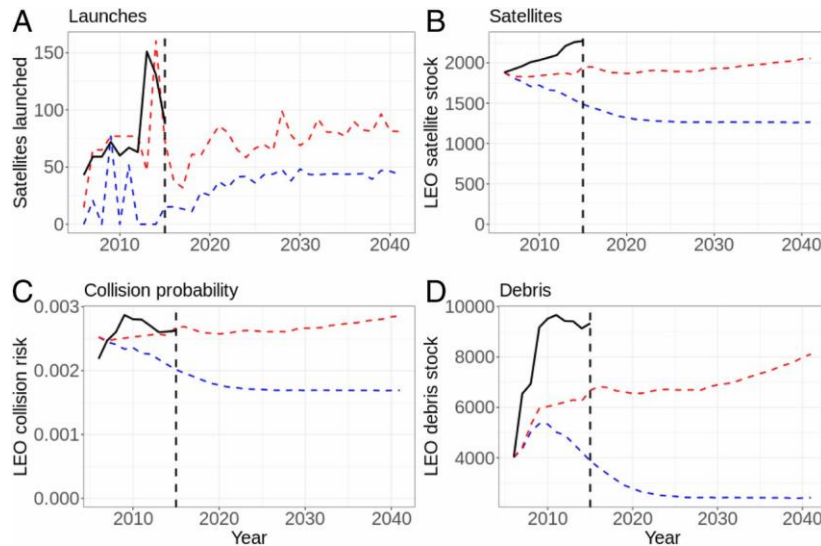 A Launches
150
100
50
0
Satellites launched
2010 2020 2030 2040
B Satellites
2000
1500
1000
500
0
LEO satellite stock
2010 2020 2030 2040
C Collision probability
0.003
0.002
0.001
0.000
LEO collision risk
2010 2020 2030 2040
Year
D Debris
10000
8000
6000
4000
LEO debris stock
2010 2020 2030 2040
Year